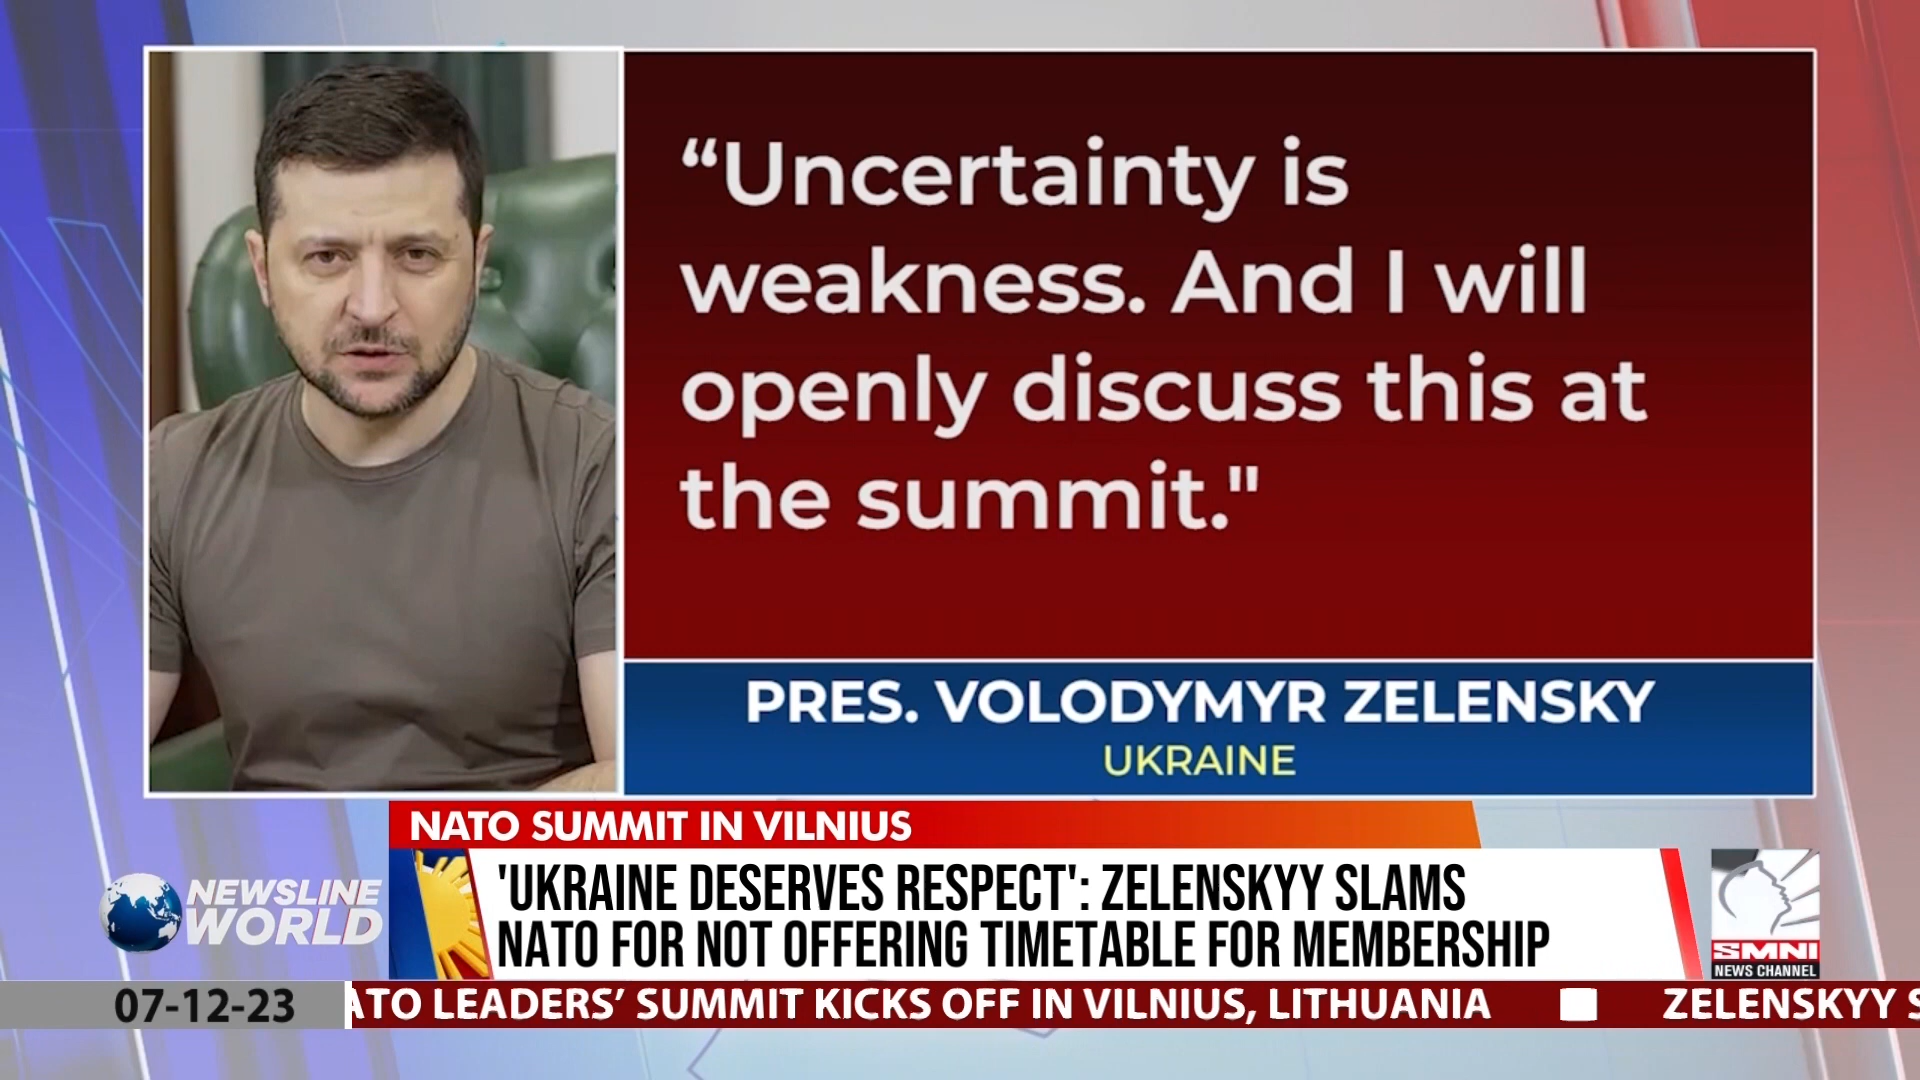 “Uncertainty is
weakness. And I will
openly discuss this at
the summit."
PRES. VOLODYMYR ZELENSKY
UKRAINE
NATO SUMMIT IN VILNIUS
'UKRAINE DESERVES RESPECT': ZELENSKYY SLAMS
NATO FOR NOT OFFERING TIMETABLE FOR MEMBERSHIP
NEWSLINE
WORLD
SMNI
NEWS CHANNEL
07-12-23
ATO LEADERS’ SUMMIT KICKS OFF IN VILNIUS, LITHUANIA ZELENSKYY S